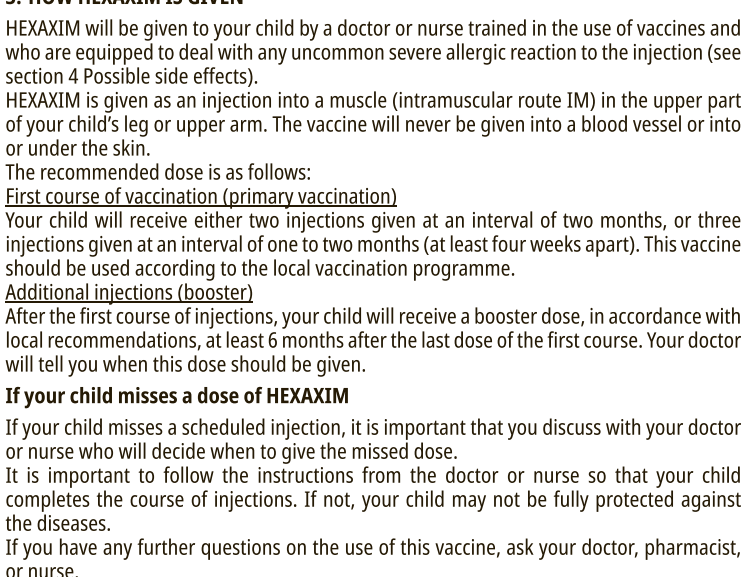 3. HOW HEXAXIM IS GIVEN
HEXAXIM will be given to your child by a doctor or nurse trained in the use of vaccines and
who are equipped to deal with any uncommon severe allergic reaction to the injection (see
section 4 Possible side effects).
HEXAXIM is given as an injection into a muscle (intramuscular route IM) in the upper part
of your child’s leg or upper arm. The vaccine will never be given into a blood vessel or into
or under the skin.
The recommended dose is as follows:
First course of vaccination (primary vaccination)
Your child will receive either two injections given at an interval of two months, or three
injections given at an interval of one to two months (at least four weeks apart). This vaccine
should be used according to the local vaccination programme.
Additional injections (booster)
After the first course of injections, your child will receive a booster dose, in accordance with
local recommendations, at least 6 months after the last dose of the first course. Your doctor
will tell you when this dose should be given.
If your child misses a dose of HEXAXIM
If your child misses a scheduled injection, it is important that you discuss with your doctor
or nurse who will decide when to give the missed dose.
It is important to follow the instructions from the doctor or nurse so that your child
completes the course of injections. If not, your child may not be fully protected against
the diseases.
If you have any further questions on the use of this vaccine, ask your doctor, pharmacist,
or nurse.